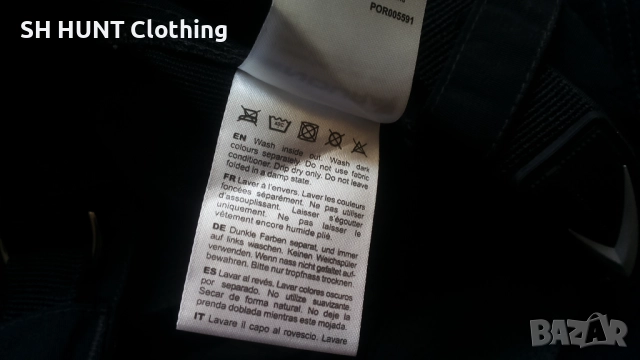 SH HUNT Clothing
POR005591
40C
EN Wash inside out. Wash dark
colours separately. Do not use fabric
conditioner. Drip dry only. Do not leave
folded in a damp state.
FR Laver à l'envers. Laver les couleurs
foncées séparément. Ne pas utiliser
d'assouplissant. Laisser s'égoutter
uniquement. Ne pas laisser le
vêtement encore humide plié.
DE Dunkle Farben separat, und immer
auf links waschen. Keinen Weichspüler
verwenden. Wenn nass nicht gefaltet auf-
bewahren. Bitte nur tropfnass trocknen.
ES Lavar al revés. Lavar colores oscuros
por separado. No utilize suavizante.
Secar de forma natural. No deje la
prenda doblada mientras este mojada.
IT Lavare il capo al rovescio. Lavare
BAZAR